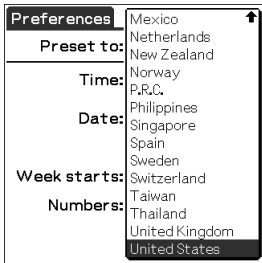 Preferences
Preset to:
Time:
Date:
Week starts:
Numbers:
Mexico
Netherlands
New Zealand
Norway
P.R.C.
Philippines
Singapore
Spain
Sweden
Switzerland
Taiwan
Thailand
United Kingdom
United States